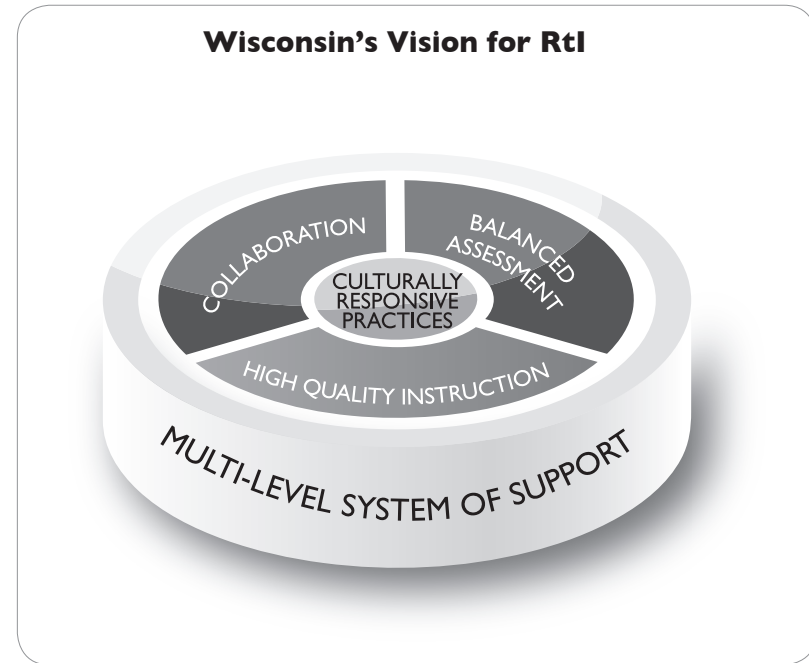 Wisconsin’s Vision for RtI
COLLABORATION
BALANCED
ASSESSMENT
CULTURALLY
RESPONSIVE
PRACTICES
HIGH QUALITY INSTRUCTION
MULTI-LEVEL SYSTEM OF SUPPORT